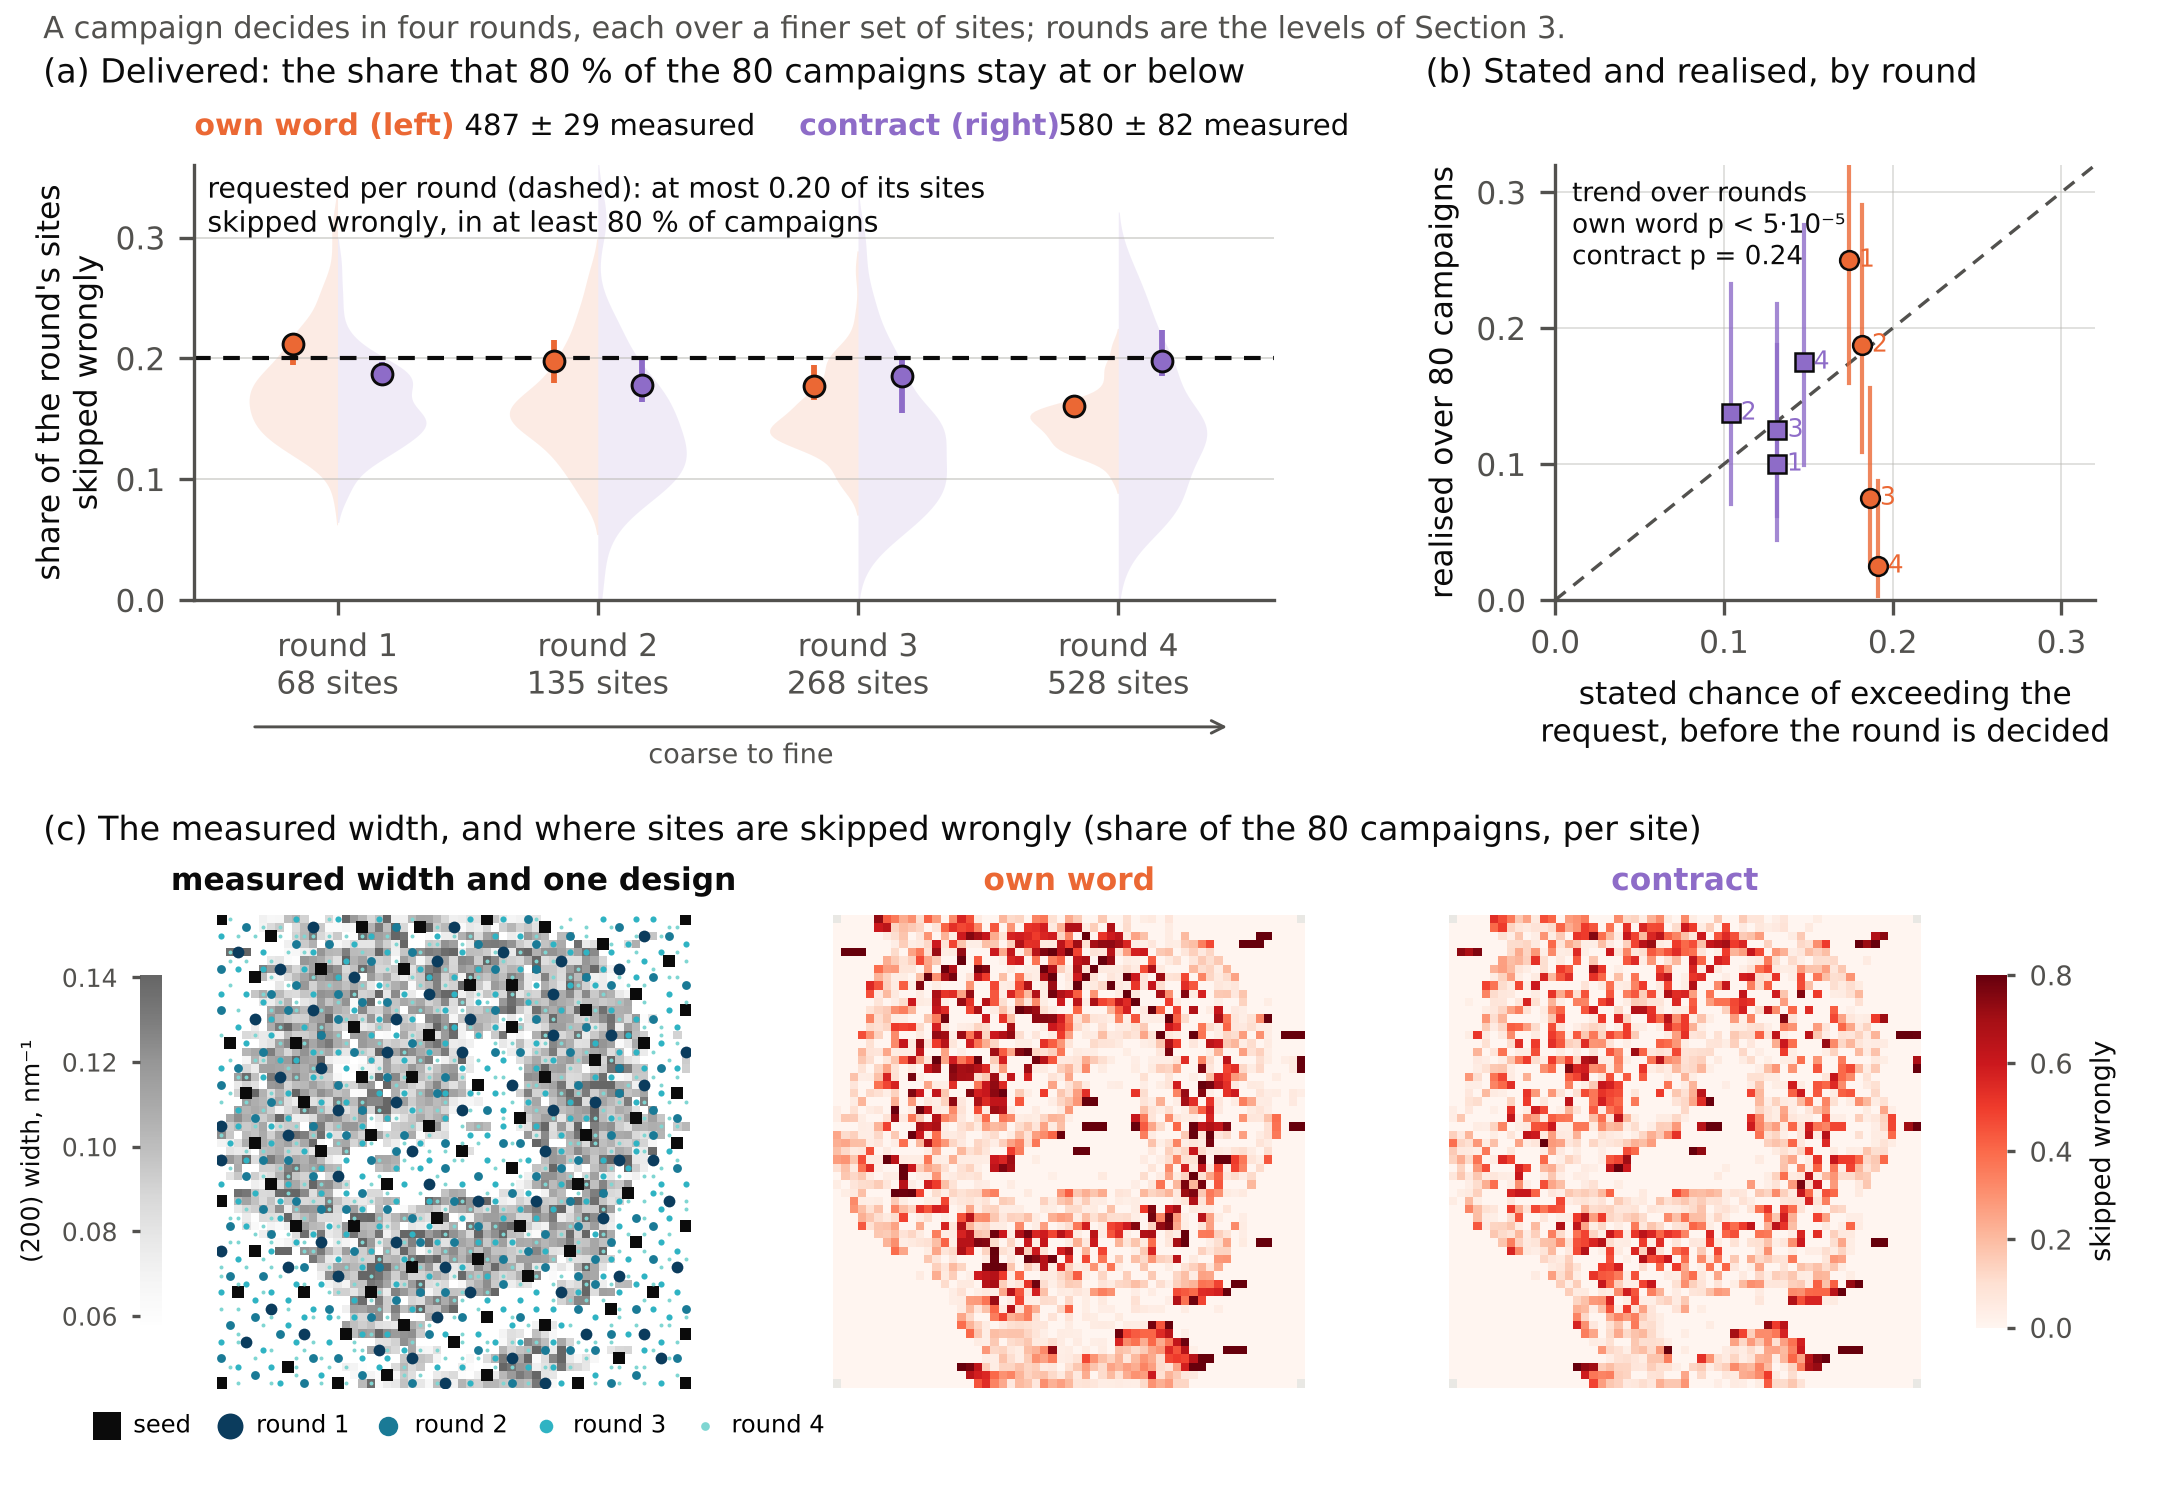 A campaign decides in four rounds, each over a finer set of sites; rounds are the levels of Section 3.
(a) Delivered: the share that 80 % of the 80 campaigns stay at or below
own word (left) 487 ± 29 measured
contract (right) 580 ± 82 measured
requested per round (dashed): at most 0.20 of its sites
skipped wrongly, in at least 80 % of campaigns
share of the round's sites
skipped wrongly
0.3
0.2
0.1
0.0
round 1
68 sites
round 2
135 sites
round 3
268 sites
round 4
528 sites
coarse to fine
(b) Stated and realised, by round
trend over rounds
own word p < 5·10⁻⁵
contract p = 0.24
realised over 80 campaigns
0.3
0.2
0.1
0.0
1
2
3
4
2
3
1
4
0.0
0.1
0.2
0.3
stated chance of exceeding the
request, before the round is decided
(c) The measured width, and where sites are skipped wrongly (share of the 80 campaigns, per site)
measured width and one design
own word
contract
(200) width, nm⁻¹
0.14
0.12
0.10
0.08
0.06
0.8
0.6
0.4
0.2
0.0
skipped wrongly
seed
round 1
round 2
round 3
round 4